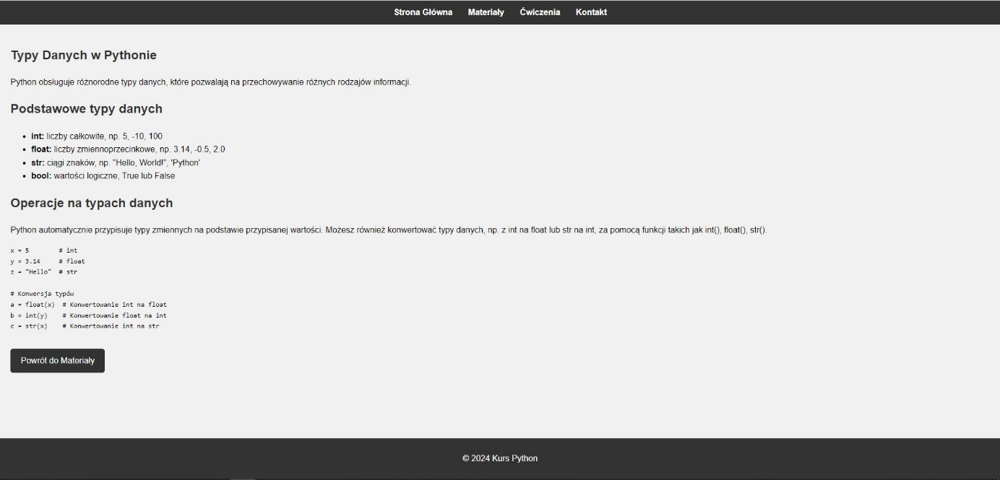 Strona Główna Materiały Ćwiczenia Kontakt
Typy Danych w Pythonie
Python obsługuje różnorodne typy danych, które pozwalają na przechowywanie różnych rodzajów informacji.
Podstawowe typy danych
• int: liczby całkowite, np. 5, -10, 100
• float: liczby zmiennoprzecinkowe, np. 3.14, -0.5, 2.0
• str: ciągi znaków, np. "Hello, World!", 'Python'
• bool: wartości logiczne, True lub False
Operacje na typach danych
Python automatycznie przypisuje typy zmiennych na podstawie przypisanej wartości. Możesz również konwertować typy danych, np. z int na float lub str na int, za pomocą funkcji takich jak int(), float(), str().
x = 5        # int
y = 3.14     # float
z = "Hello"  # str
# Konwersja typów
a = float(x)  # Konwertowanie int na float
b = int(y)    # Konwertowanie float na int
c = str(x)    # Konwertowanie int na str
Powrót do Materiały
© 2024 Kurs Python